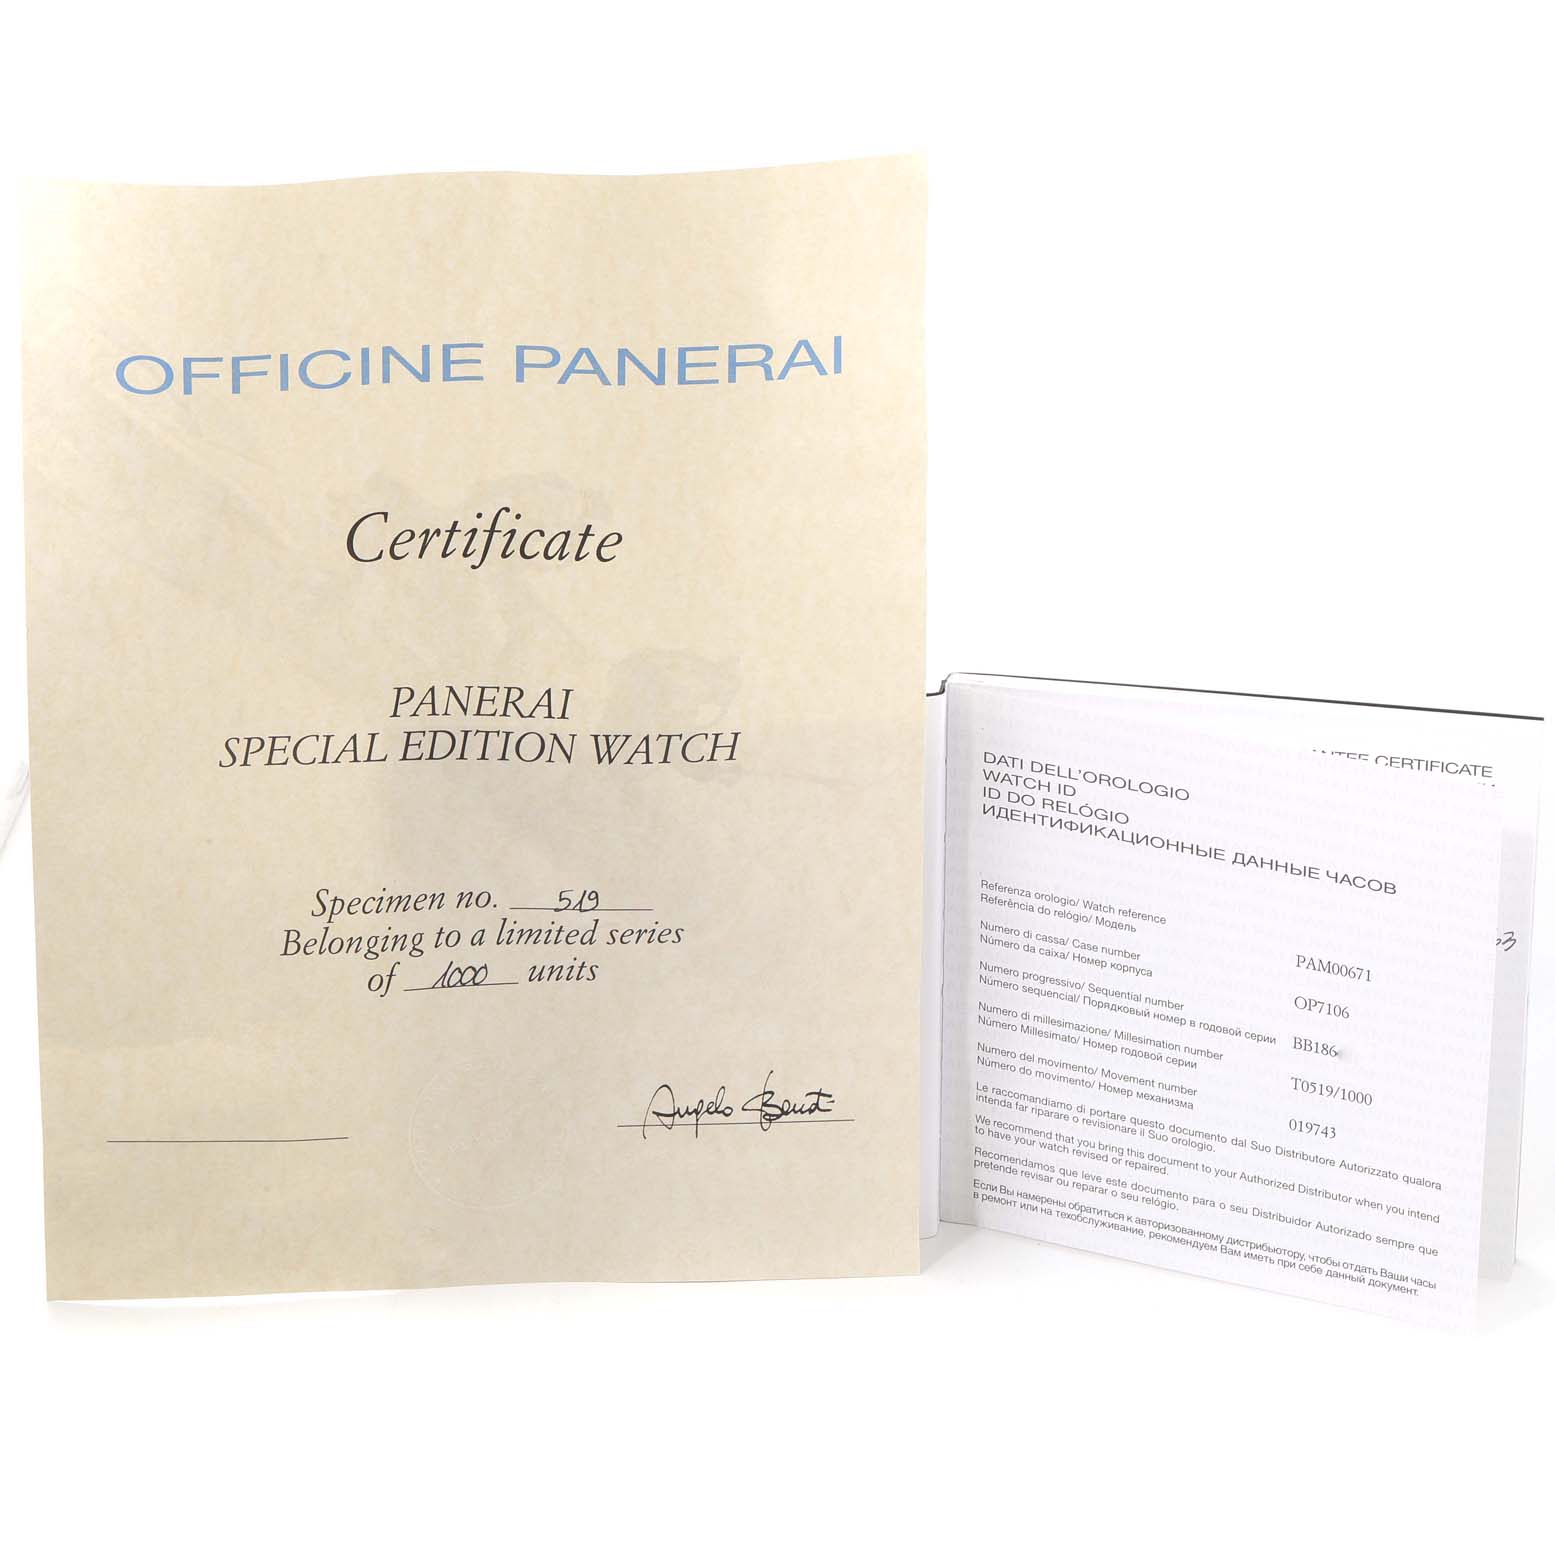 OFFICINE PANERAI
Certificate
PANERAI
SPECIAL EDITION WATCH
Specimen no. 519
Belonging to a limited series
of 1000 units
Angelo
CERTIFICATE
DATI DELL'OROLOGIO
WATCH ID
ID DO RELÓGIO
ИДЕНТИФИКАЦИОННЫЕ ДАННЫЕ ЧАСОВ
Referenza orologio/ Watch reference
Referência do relógio/ Модель
PAM00671
Numero di cassa/ Case number
Número da caixa/ Номер корпуса
OP7106
Numero progressivo/ Sequential number
Número sequencial/ Порядковый номер в годовой серии
BB186
Numero di millesimazione/ Millesimation number
Número Millesimato/ Номер годовой серии
T0519/1000
Numero del movimento/ Movement number
Número do movimento/ Номер механизма
019743
Le raccomandiamo di portare questo documento dal Suo Distributore Autorizzato qualora
intenda far riparare o revisionare il Suo orologio.
We recommend that you bring this document to your Authorized Distributor when you intend
to have your watch revised or repaired.
Recomendamos que leve este documento para o seu Distribuidor Autorizado sempre que
pretende revisar ou reparar o seu relógio.
Если Вы намерены обратиться к авторизованному дистрибьютору, чтобы отдать Ваши часы
в ремонт или на техобслуживание, рекомендуем Вам иметь при себе данный документ.